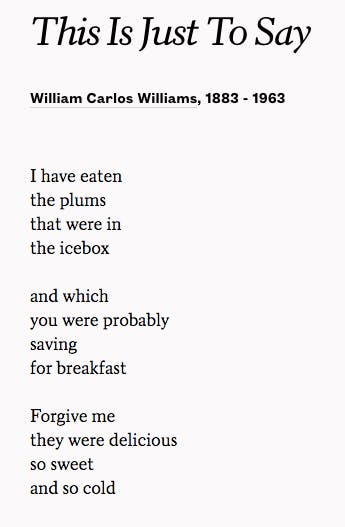 This Is Just To Say
William Carlos Williams, 1883 - 1963
I have eaten
the plums
that were in
the icebox
and which
you were probably
saving
for breakfast
Forgive me
they were delicious
so sweet
and so cold